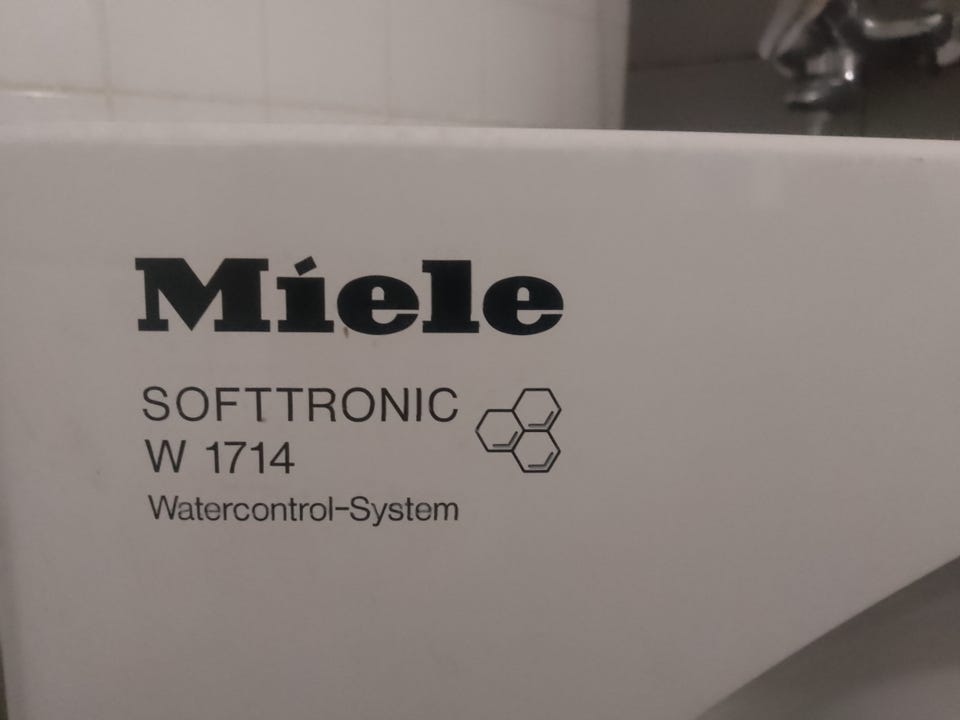 Miele
SOFTTRONIC
W 1714
Watercontrol-System